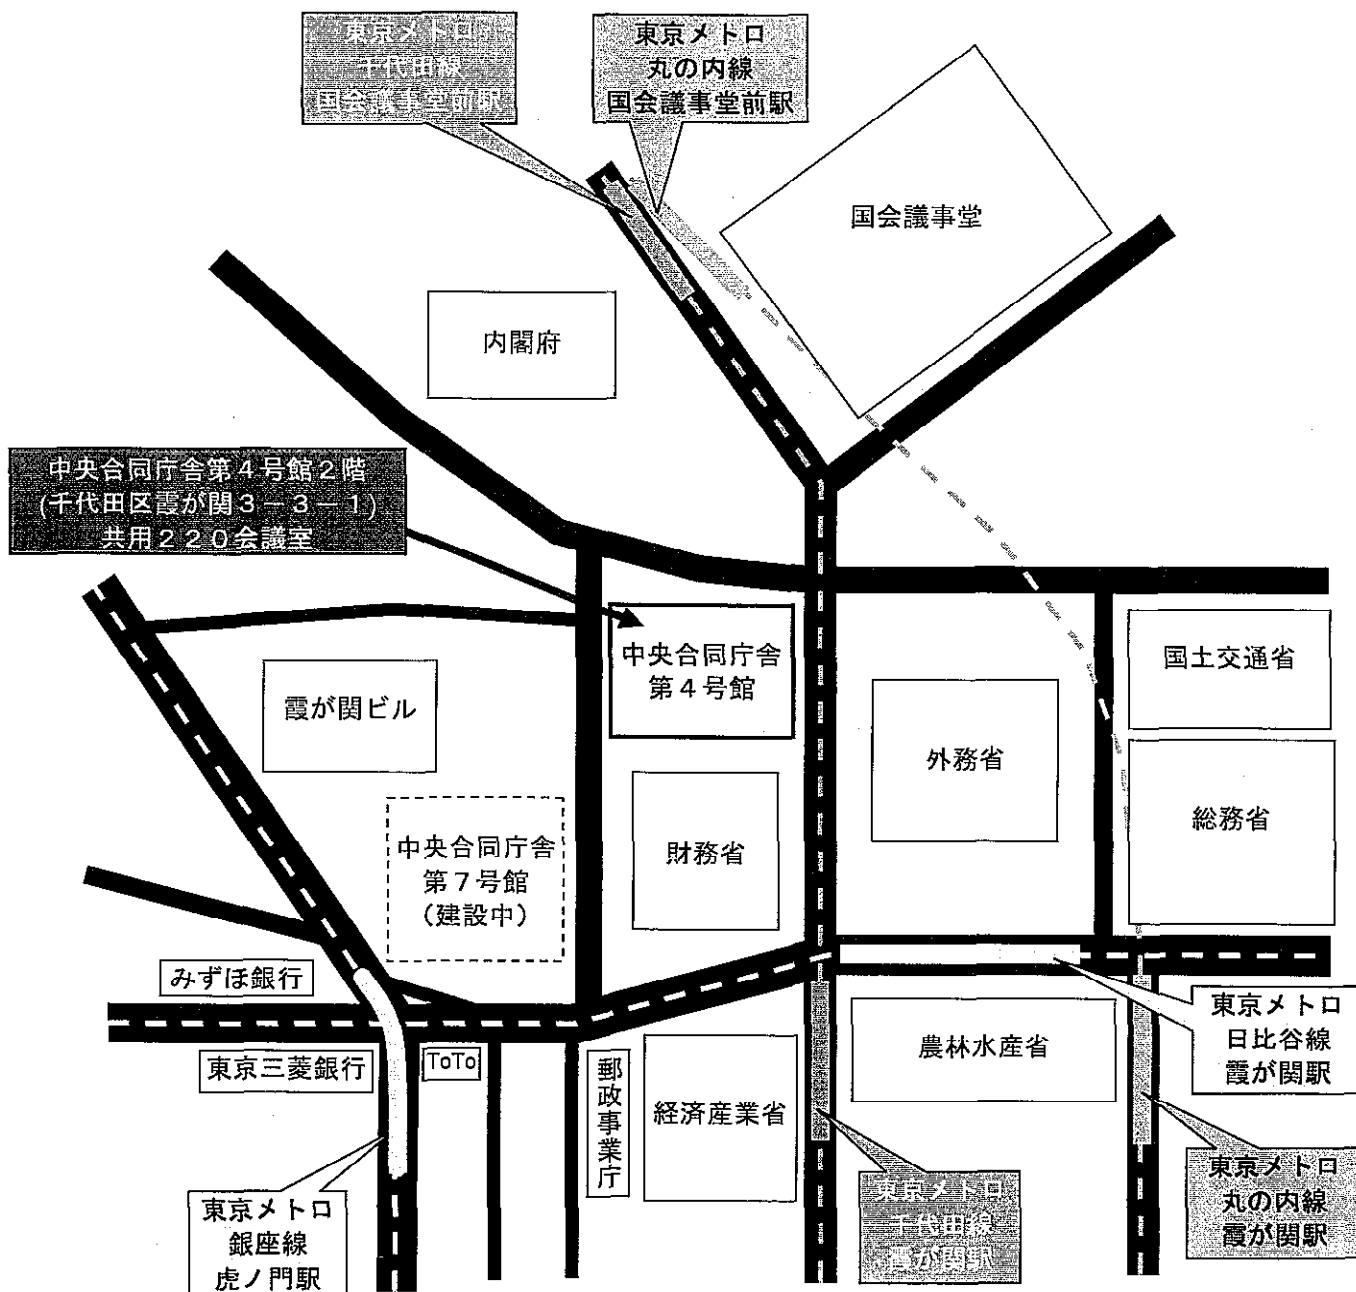 東京メトロ
千代田線
国会議事堂前駅
東京メトロ
丸の内線
国会議事堂前駅
国会議事堂
内閣府
中央合同庁舎第4号館2階
(千代田区霞が関3-3-1)
共用220会議室
中央合同庁舎
第4号館
国土交通省
霞が関ビル
外務省
総務省
中央合同庁舎
第7号館
(建設中)
財務省
みずほ銀行
東京三菱銀行
ToTo
郵政事業庁
経済産業省
農林水産省
東京メトロ
日比谷線
霞が関駅
東京メトロ
銀座線
虎ノ門駅
東京メトロ
千代田線
霞が関駅
東京メトロ
丸の内線
霞が関駅